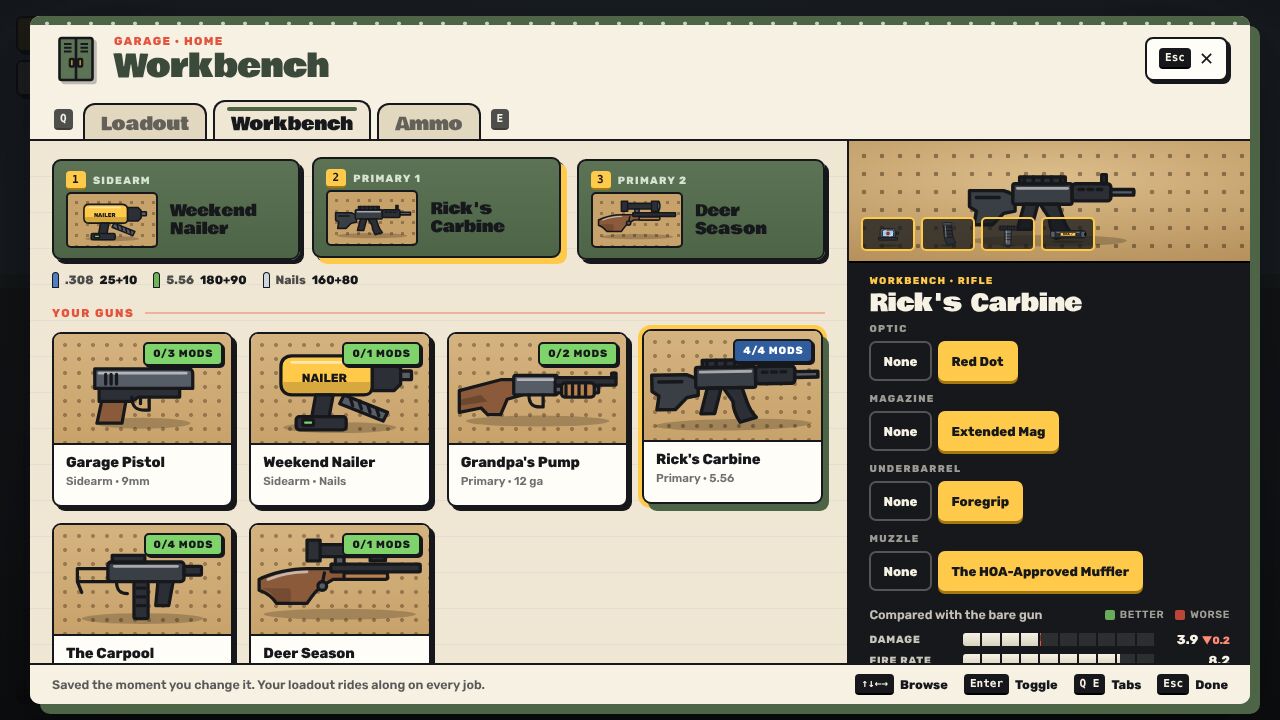 GARAGE • HOME
Workbench
Esc ×
Q Loadout Workbench Ammo E
1 SIDEARM
NAILER
Weekend
Nailer
2 PRIMARY 1
Rick's
Carbine
3 PRIMARY 2
Deer
Season
.308 25+10 5.56 180+90 Nails 160+80
YOUR GUNS
0/3 MODS
Garage Pistol
Sidearm • 9mm
0/1 MODS
NAILER
Weekend Nailer
Sidearm • Nails
0/2 MODS
Grandpa's Pump
Primary • 12 ga
4/4 MODS
Rick's Carbine
Primary • 5.56
0/4 MODS
The Carpool
0/1 MODS
Deer Season
WORKBENCH • RIFLE
Rick's Carbine
OPTIC
None Red Dot
MAGAZINE
None Extended Mag
UNDERBARREL
None Foregrip
MUZZLE
None The HOA-Approved Muffler
Compared with the bare gun BETTER WORSE
DAMAGE 3.9 ▼0.2
FIRE RATE 8.2
Saved the moment you change it. Your loadout rides along on every job.
↑↓←→ Browse Enter Toggle Q E Tabs Esc Done